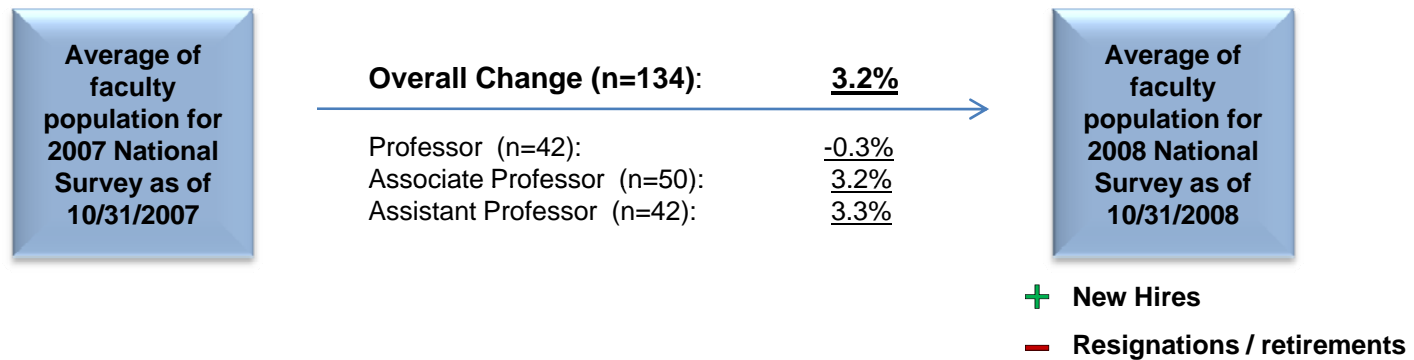 Average of
faculty
population for
2007 National
Survey as of
10/31/2007
Overall Change (n=134): 3.2%
Professor (n=42): -0.3%
Associate Professor (n=50): 3.2%
Assistant Professor (n=42): 3.3%
Average of
faculty
population for
2008 National
Survey as of
10/31/2008
New Hires
Resignations / retirements